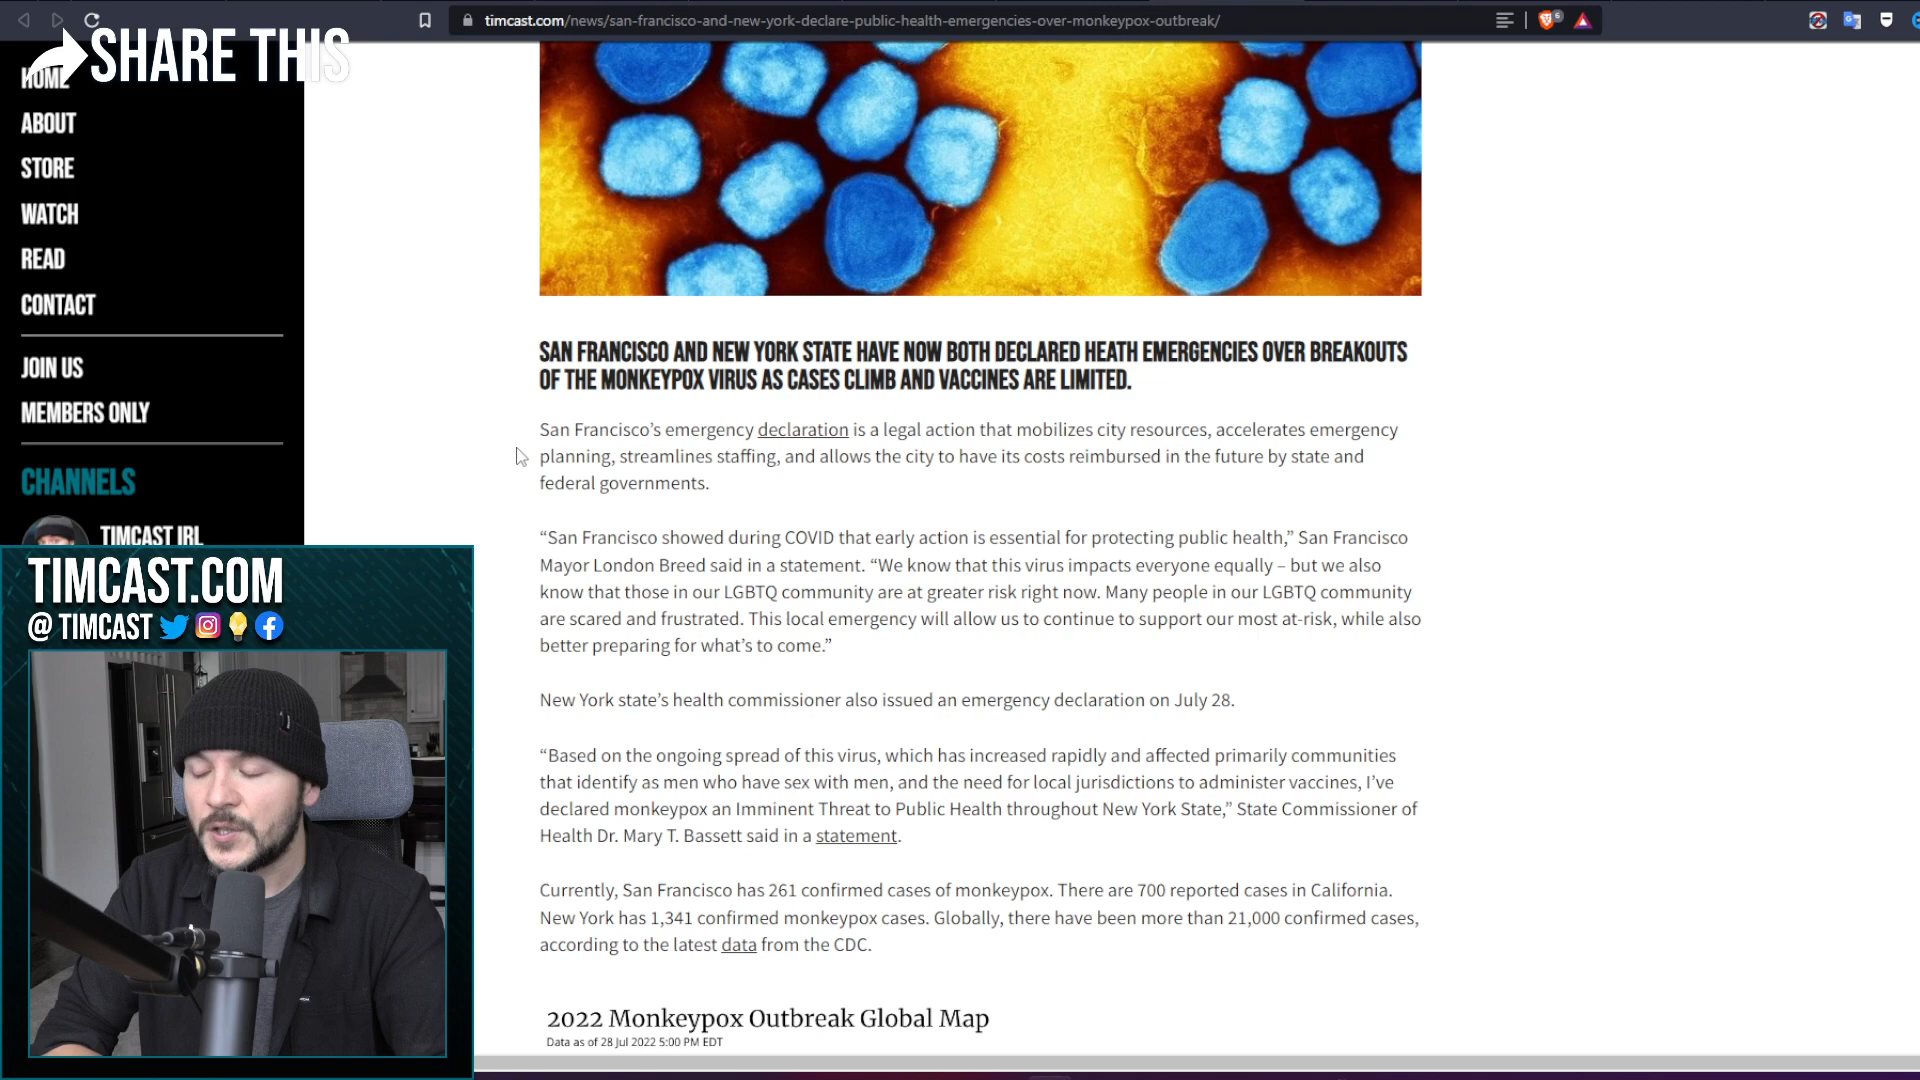 timcast.com/news/san-francisco-and-new-york-declare-public-health-emergencies-over-monkeypox-outbreak/
6
SHARE THIS
HOME
ABOUT
STORE
WATCH
READ
CONTACT
JOIN US
MEMBERS ONLY
CHANNELS
TIMCAST IRL
TIMCAST.COM
@ TIMCAST
SAN FRANCISCO AND NEW YORK STATE HAVE NOW BOTH DECLARED HEATH EMERGENCIES OVER BREAKOUTS
OF THE MONKEYPOX VIRUS AS CASES CLIMB AND VACCINES ARE LIMITED.
San Francisco’s emergency declaration is a legal action that mobilizes city resources, accelerates emergency
planning, streamlines staffing, and allows the city to have its costs reimbursed in the future by state and
federal governments.
“San Francisco showed during COVID that early action is essential for protecting public health,” San Francisco
Mayor London Breed said in a statement. “We know that this virus impacts everyone equally – but we also
know that those in our LGBTQ community are at greater risk right now. Many people in our LGBTQ community
are scared and frustrated. This local emergency will allow us to continue to support our most at-risk, while also
better preparing for what’s to come.”
New York state’s health commissioner also issued an emergency declaration on July 28.
“Based on the ongoing spread of this virus, which has increased rapidly and affected primarily communities
that identify as men who have sex with men, and the need for local jurisdictions to administer vaccines, I’ve
declared monkeypox an Imminent Threat to Public Health throughout New York State,” State Commissioner of
Health Dr. Mary T. Bassett said in a statement.
Currently, San Francisco has 261 confirmed cases of monkeypox. There are 700 reported cases in California.
New York has 1,341 confirmed monkeypox cases. Globally, there have been more than 21,000 confirmed cases,
according to the latest data from the CDC.
2022 Monkeypox Outbreak Global Map
Data as of 28 Jul 2022 5:00 PM EDT